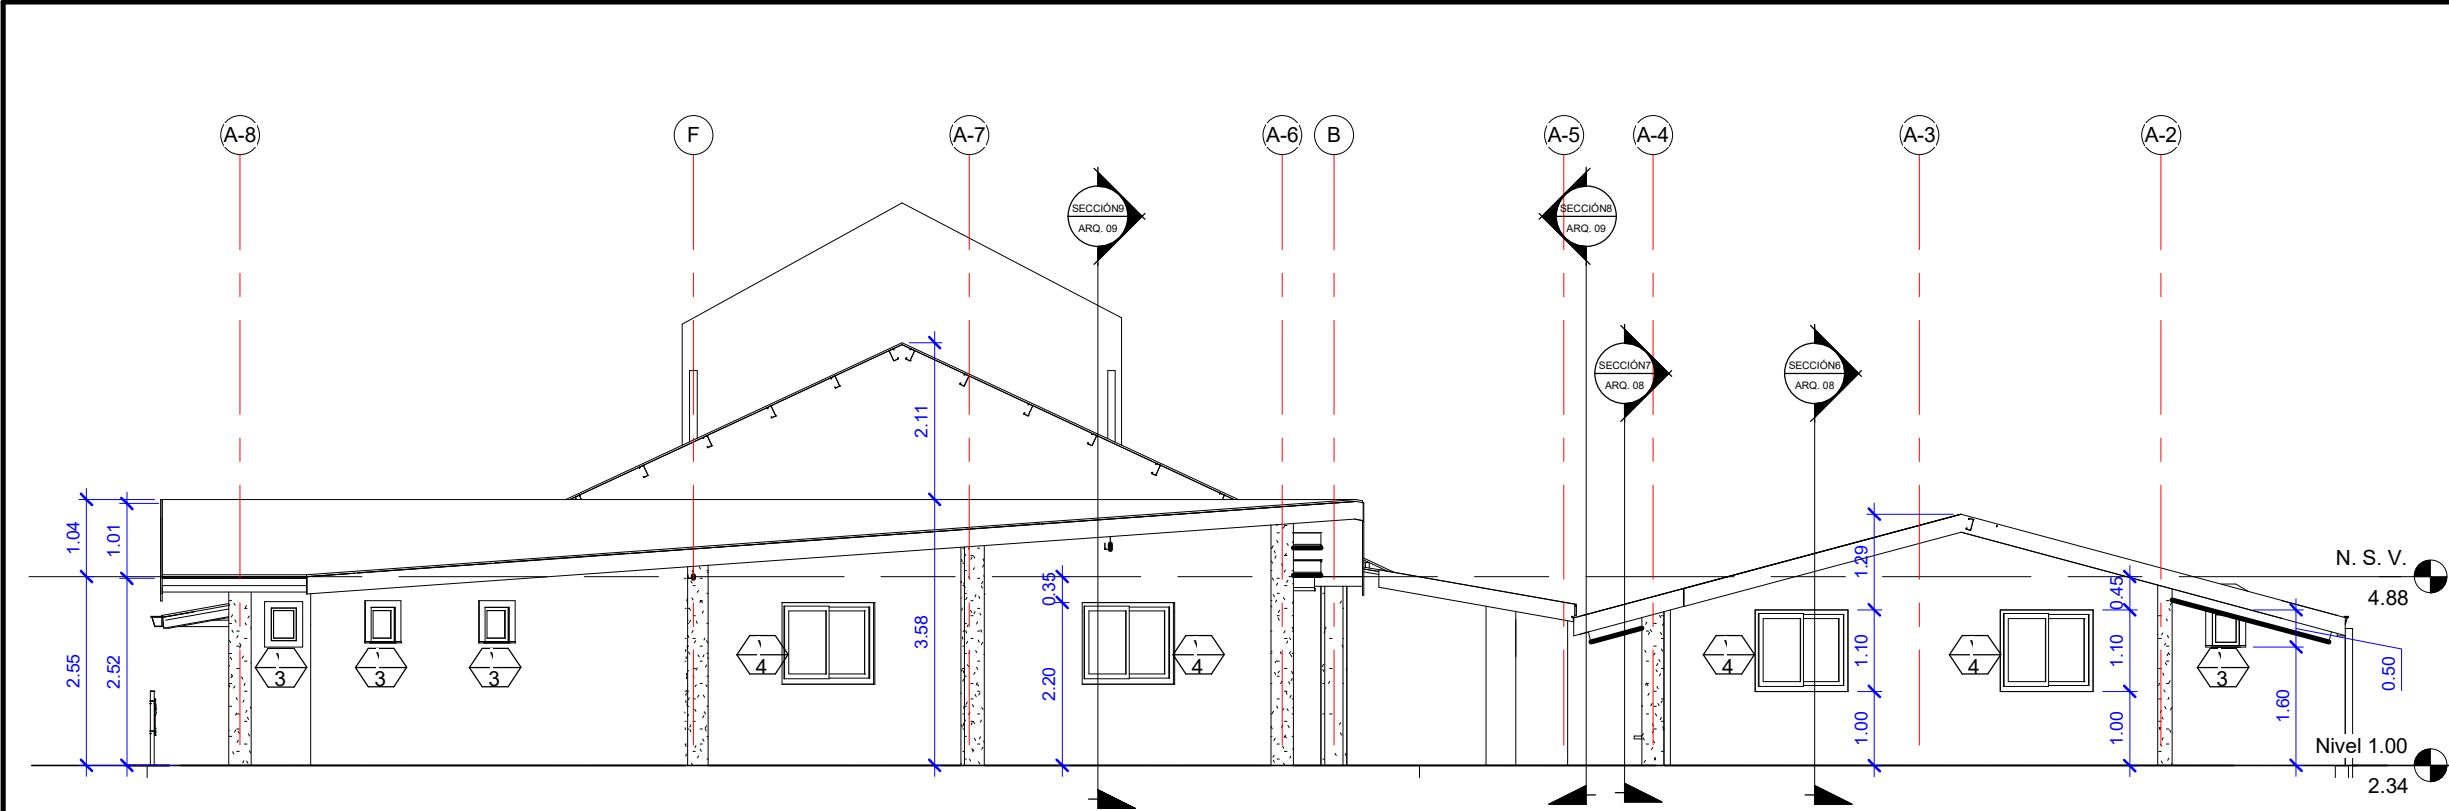 A-8 F A-7 A-6 B A-5 A-4 A-3 A-2
SECCIÓN9
ARQ. 09
SECCIÓN8
ARQ. 09
SECCIÓN7
ARQ. 08
SECCIÓN6
ARQ. 08
2.11
1.04
1.01
1.29
0.35
0.45
N. S. V.
4.88
3.58
2.55
2.52
2.20
1.10
1.10
0.50
1.60
1.00
1.00
3
3
3
4
4
4
4
3
Nivel 1.00
2.34